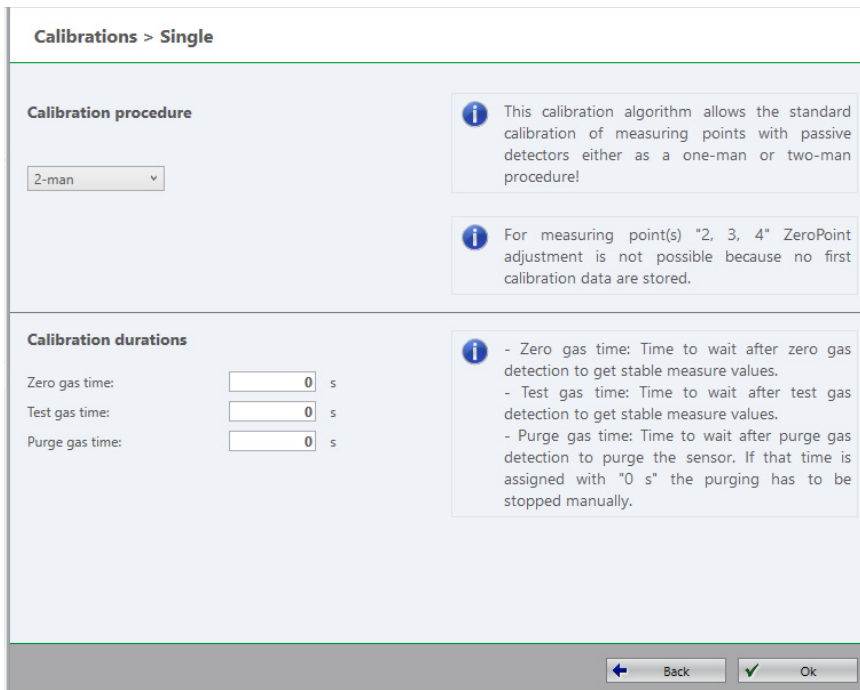 Calibrations > Single
Calibration procedure
2-man
This calibration algorithm allows the standard
calibration of measuring points with passive
detectors either as a one-man or two-man
procedure!
For measuring point(s) "2, 3, 4" ZeroPoint
adjustment is not possible because no first
calibration data are stored.
Calibration durations
Zero gas time: 0 s
Test gas time: 0 s
Purge gas time: 0 s
- Zero gas time: Time to wait after zero gas
detection to get stable measure values.
- Test gas time: Time to wait after test gas
detection to get stable measure values.
- Purge gas time: Time to wait after purge gas
detection to purge the sensor. If that time is
assigned with "0 s" the purging has to be
stopped manually.
Back Ok